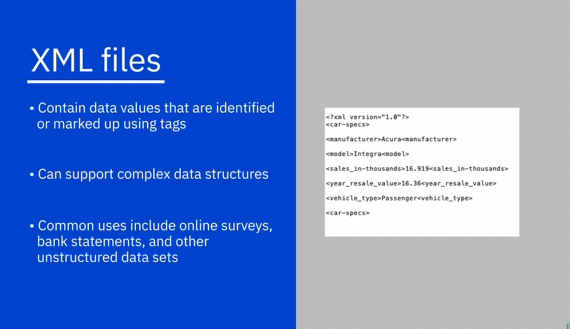 XML files
• Contain data values that are identified
or marked up using tags
• Can support complex data structures
• Common uses include online surveys,
bank statements, and other
unstructured data sets
<?xml version="1.0"?>
<car-specs>
<manufacturer>Acura<manufacturer>
<model>Integra<model>
<sales_in-thousands>16.919<sales_in-thousands>
<year_resale_value>16.36<year_resale_value>
<vehicle_type>Passenger<vehicle_type>
<car-specs>